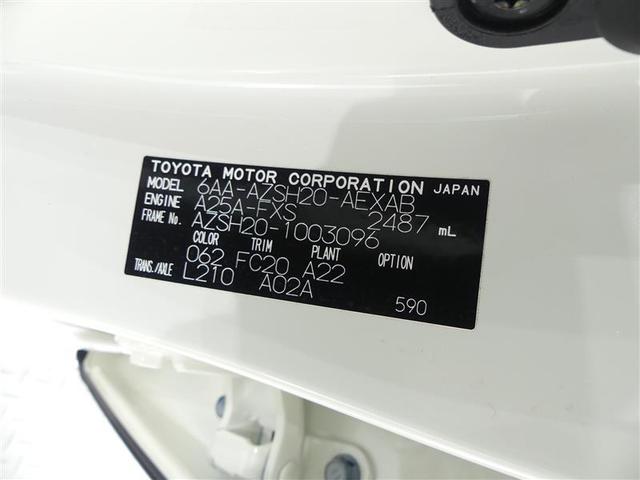 TOYOTA MOTOR CORPORATION JAPAN
MODEL 6AA-AZSH20-AEXAB
ENGINE A25A-FXS 2487 mL
FRAME No. AZSH20-1003096
COLOR TRIM PLANT OPTION
062 FC20 A22
TRANS./AXLE L210 A02A
590